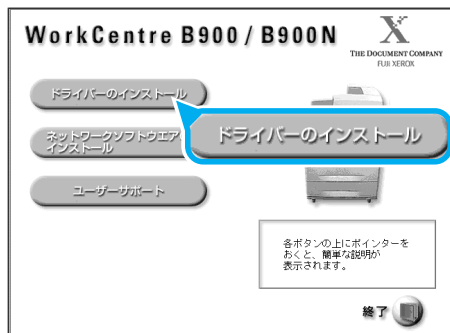 WorkCentre B900 / B900N
THE DOCUMENT COMPANY
FUJI XEROX
ドライバーのインストール
ドライバーのインストール
ネットワークソフトウエア
インストール
ユーザーサポート
各ボタンの上にポインターを
おくと、簡単な説明が
表示されます。
終了